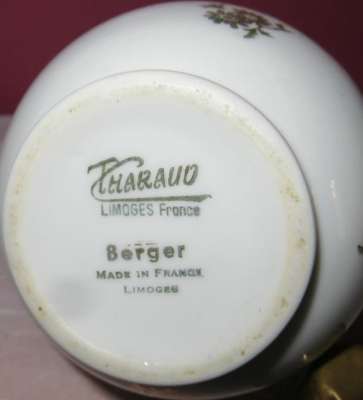 THARAUD
LIMOGES France
Berger
MADE IN FRANCE
LIMOGES